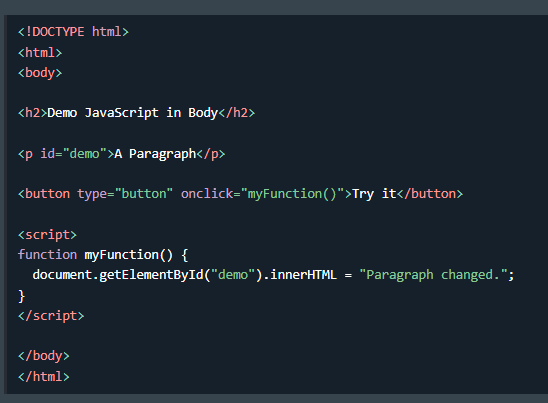 <!DOCTYPE html>
<html>
<body>
<h2>Demo JavaScript in Body</h2>
<p id="demo">A Paragraph</p>
<button type="button" onclick="myFunction()">Try it</button>
<script>
function myFunction() {
  document.getElementById("demo").innerHTML = "Paragraph changed.";
}
</script>
</body>
</html>